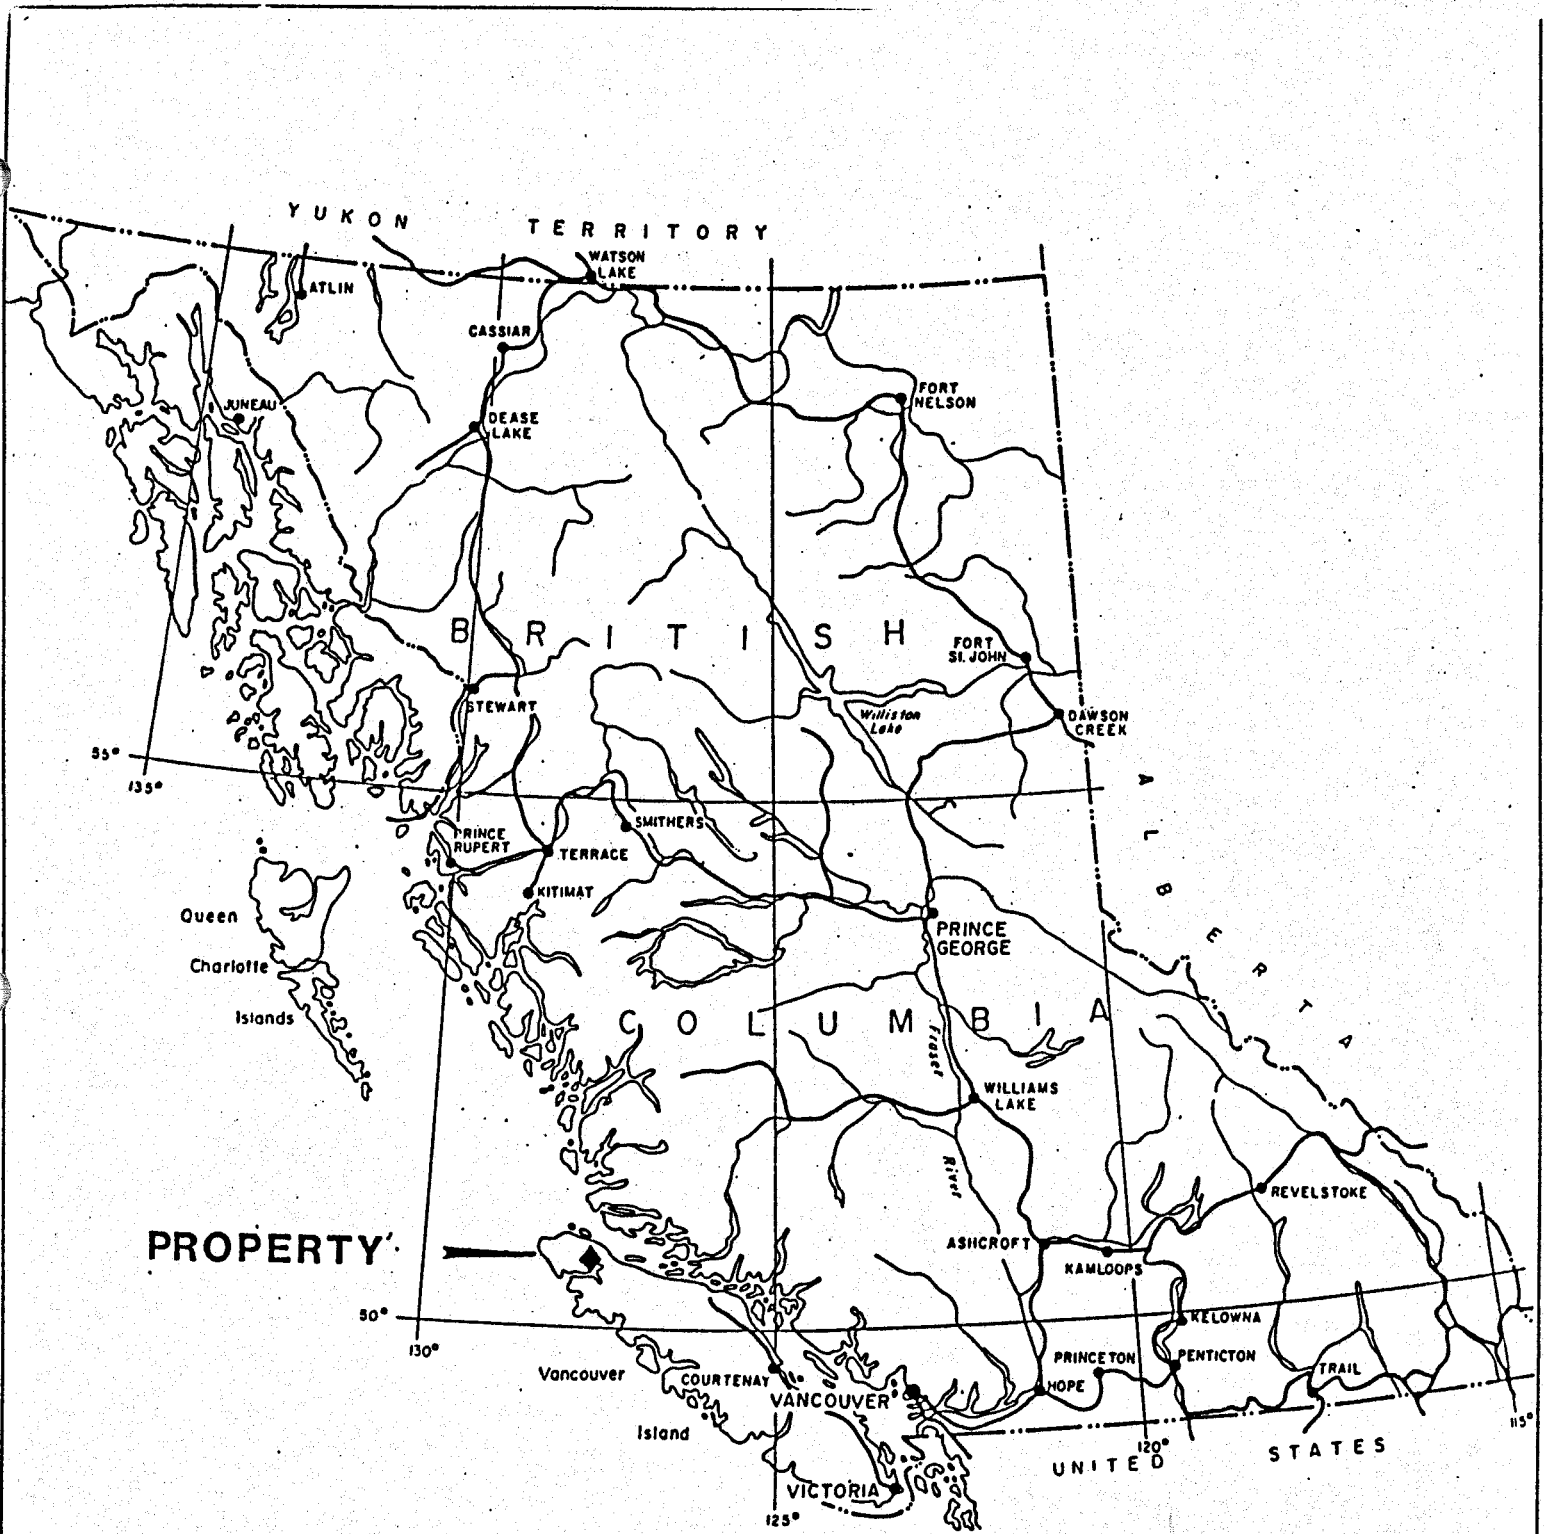 YUKON TERRITORY
WATSON
LAKE
ATLIN
CASSIAR
JUNEAU
DEASE
LAKE
FORT
NELSON
BRITISH
FORT
ST. JOHN
STEWART
Williston
Lake
DAWSON
CREEK
55°
135°
ALBERTA
PRINCE
RUPERT
SMITHERS
TERRACE
KITIMAT
Queen
Charlotte
Islands
PRINCE
GEORGE
COLUMBIA
Fraser
River
WILLIAMS
LAKE
REVELSTOKE
PROPERTY
ASHCROFT
KAMLOOPS
50°
130°
KELOWNA
Vancouver
Island
COURTENAY
VANCOUVER
PRINCETON
PENTICTON
TRAIL
HOPE
115°
120°
UNITED STATES
VICTORIA
125°